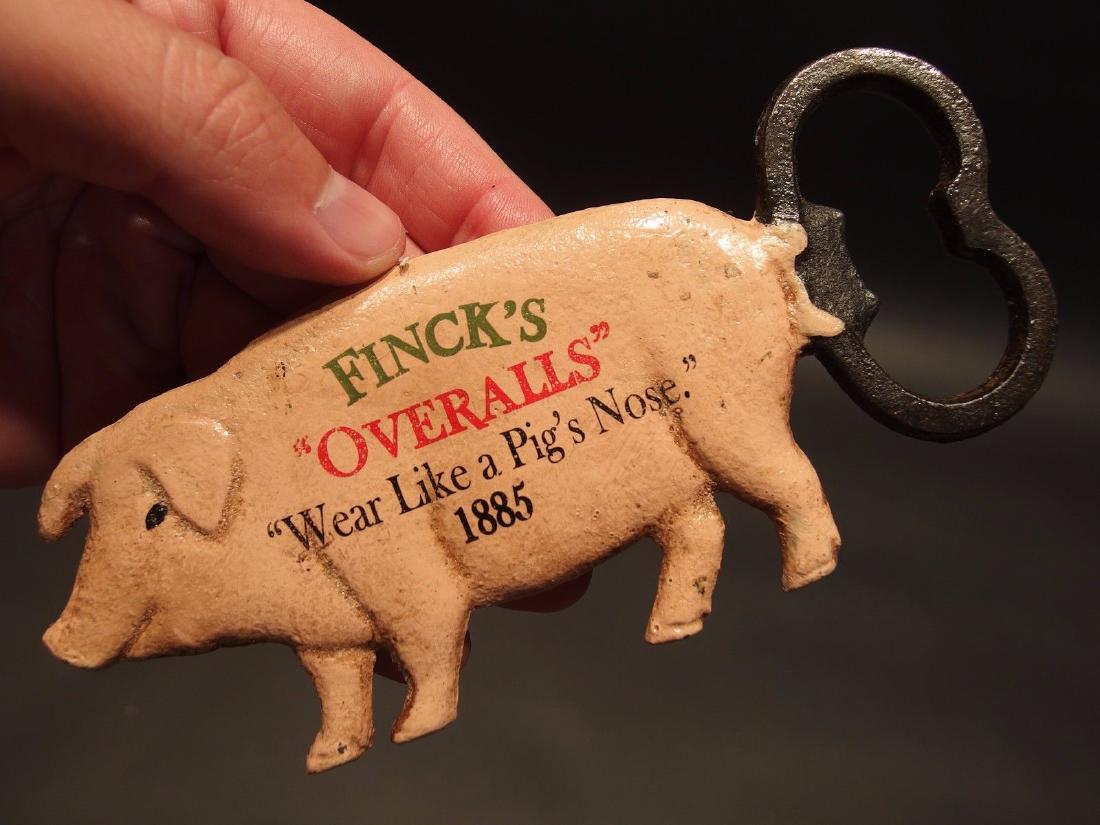 FINCK'S
“OVERALLS”
“Wear Like a Pig's Nose.”
1885